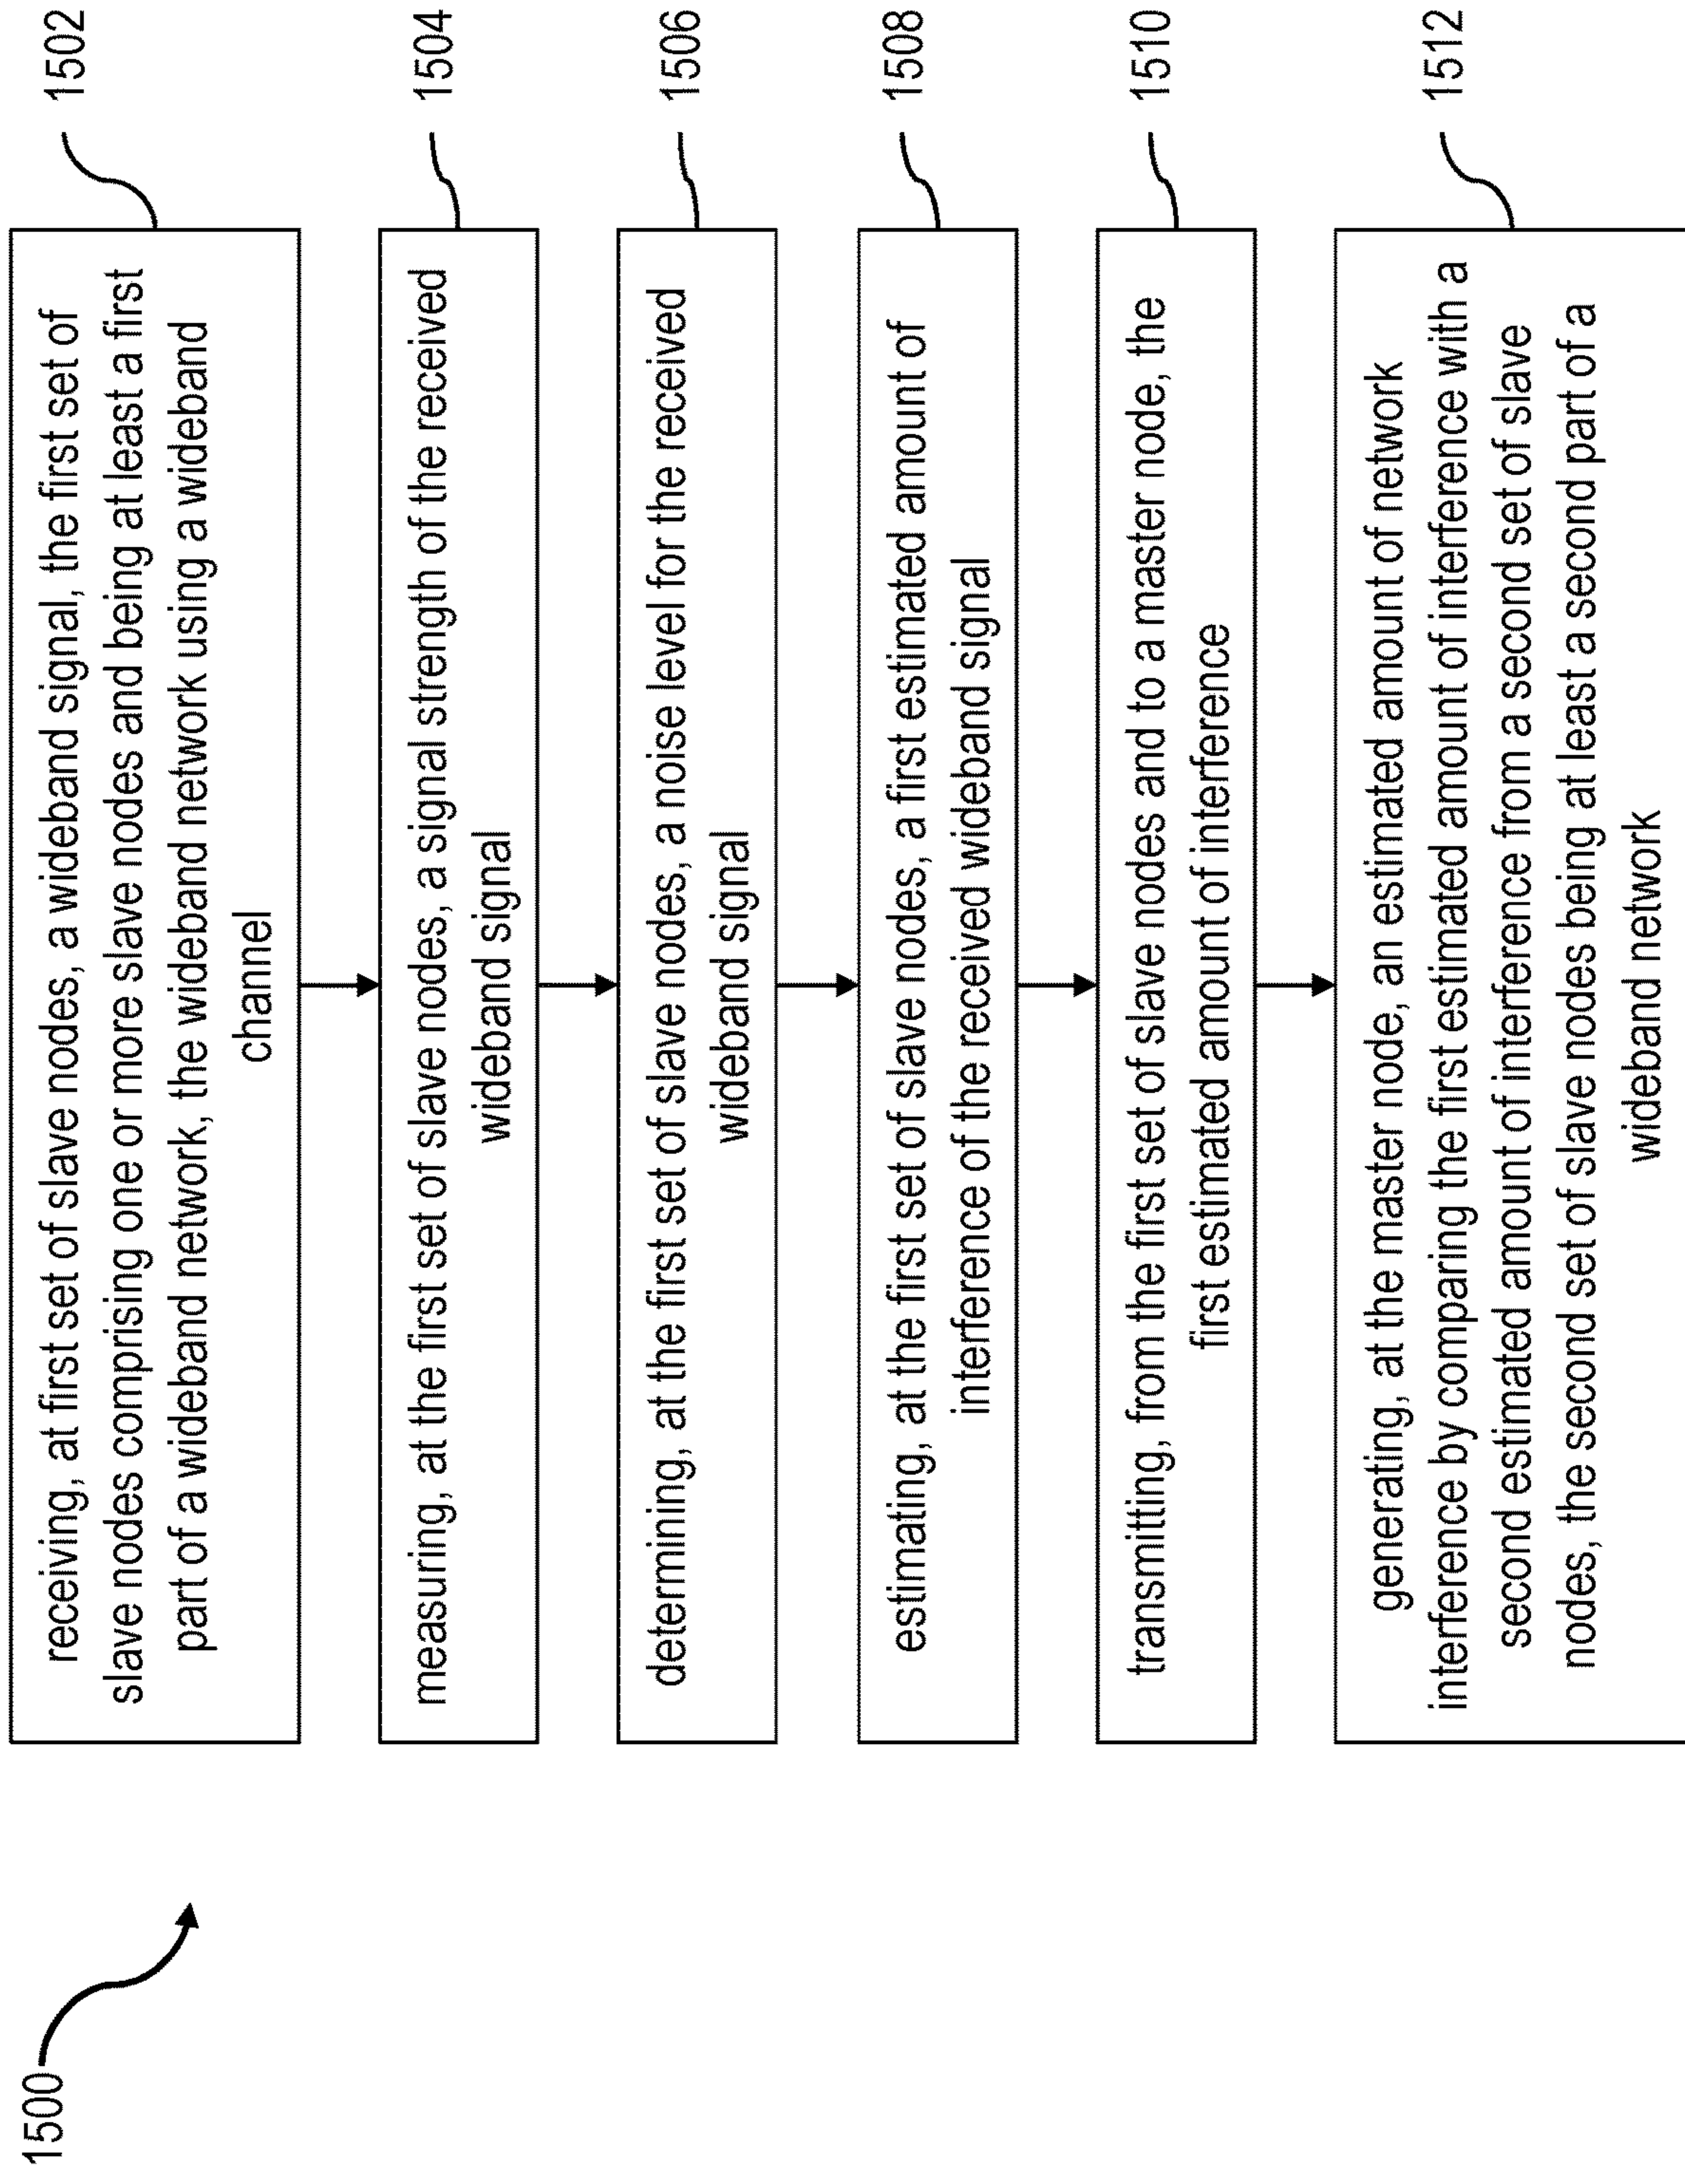 1500
receiving, at first set of slave nodes, a wideband signal, the first set of
slave nodes comprising one or more slave nodes and being at least a first
part of a wideband network, the wideband network using a wideband
channel
1502
measuring, at the first set of slave nodes, a signal strength of the received
wideband signal
1504
determining, at the first set of slave nodes, a noise level for the received
wideband signal
1506
estimating, at the first set of slave nodes, a first estimated amount of
interference of the received wideband signal
1508
transmitting, from the first set of slave nodes and to a master node, the
first estimated amount of interference
1510
generating, at the master node, an estimated amount of network
interference by comparing the first estimated amount of interference with a
second estimated amount of interference from a second set of slave
nodes, the second set of slave nodes being at least a second part of a
wideband network
1512